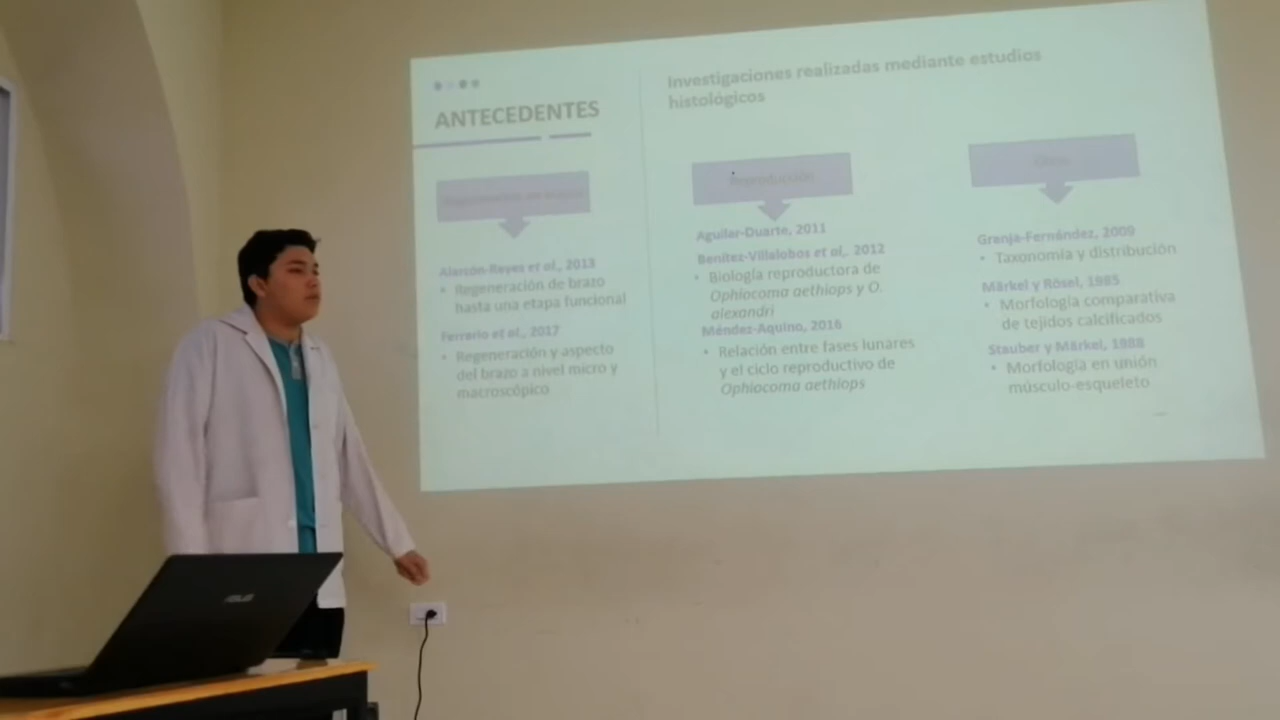 ANTECEDENTES
Investigaciones realizadas mediante estudios
histológicos
Alarcón-Reyes et al., 2013
• Regeneración de brazo
hasta una etapa funcional
Ferrario et al., 2017
• Regeneración y aspecto
del brazo a nivel micro y
macroscópico
Reproducción
Aguilar-Duarte, 2011
Benítez-Villalobos et al,. 2012
• Biología reproductora de
Ophiocoma aethiops y O.
alexandri
Méndez-Aquino, 2016
• Relación entre fases lunares
y el ciclo reproductivo de
Ophiocoma aethiops
Otros
Granja-Fernández, 2009
• Taxonomía y distribución
Märkel y Rösel, 1985
• Morfología comparativa
de tejidos calcificados
Stauber y Märkel, 1988
• Morfología en unión
músculo-esqueleto
ASUS